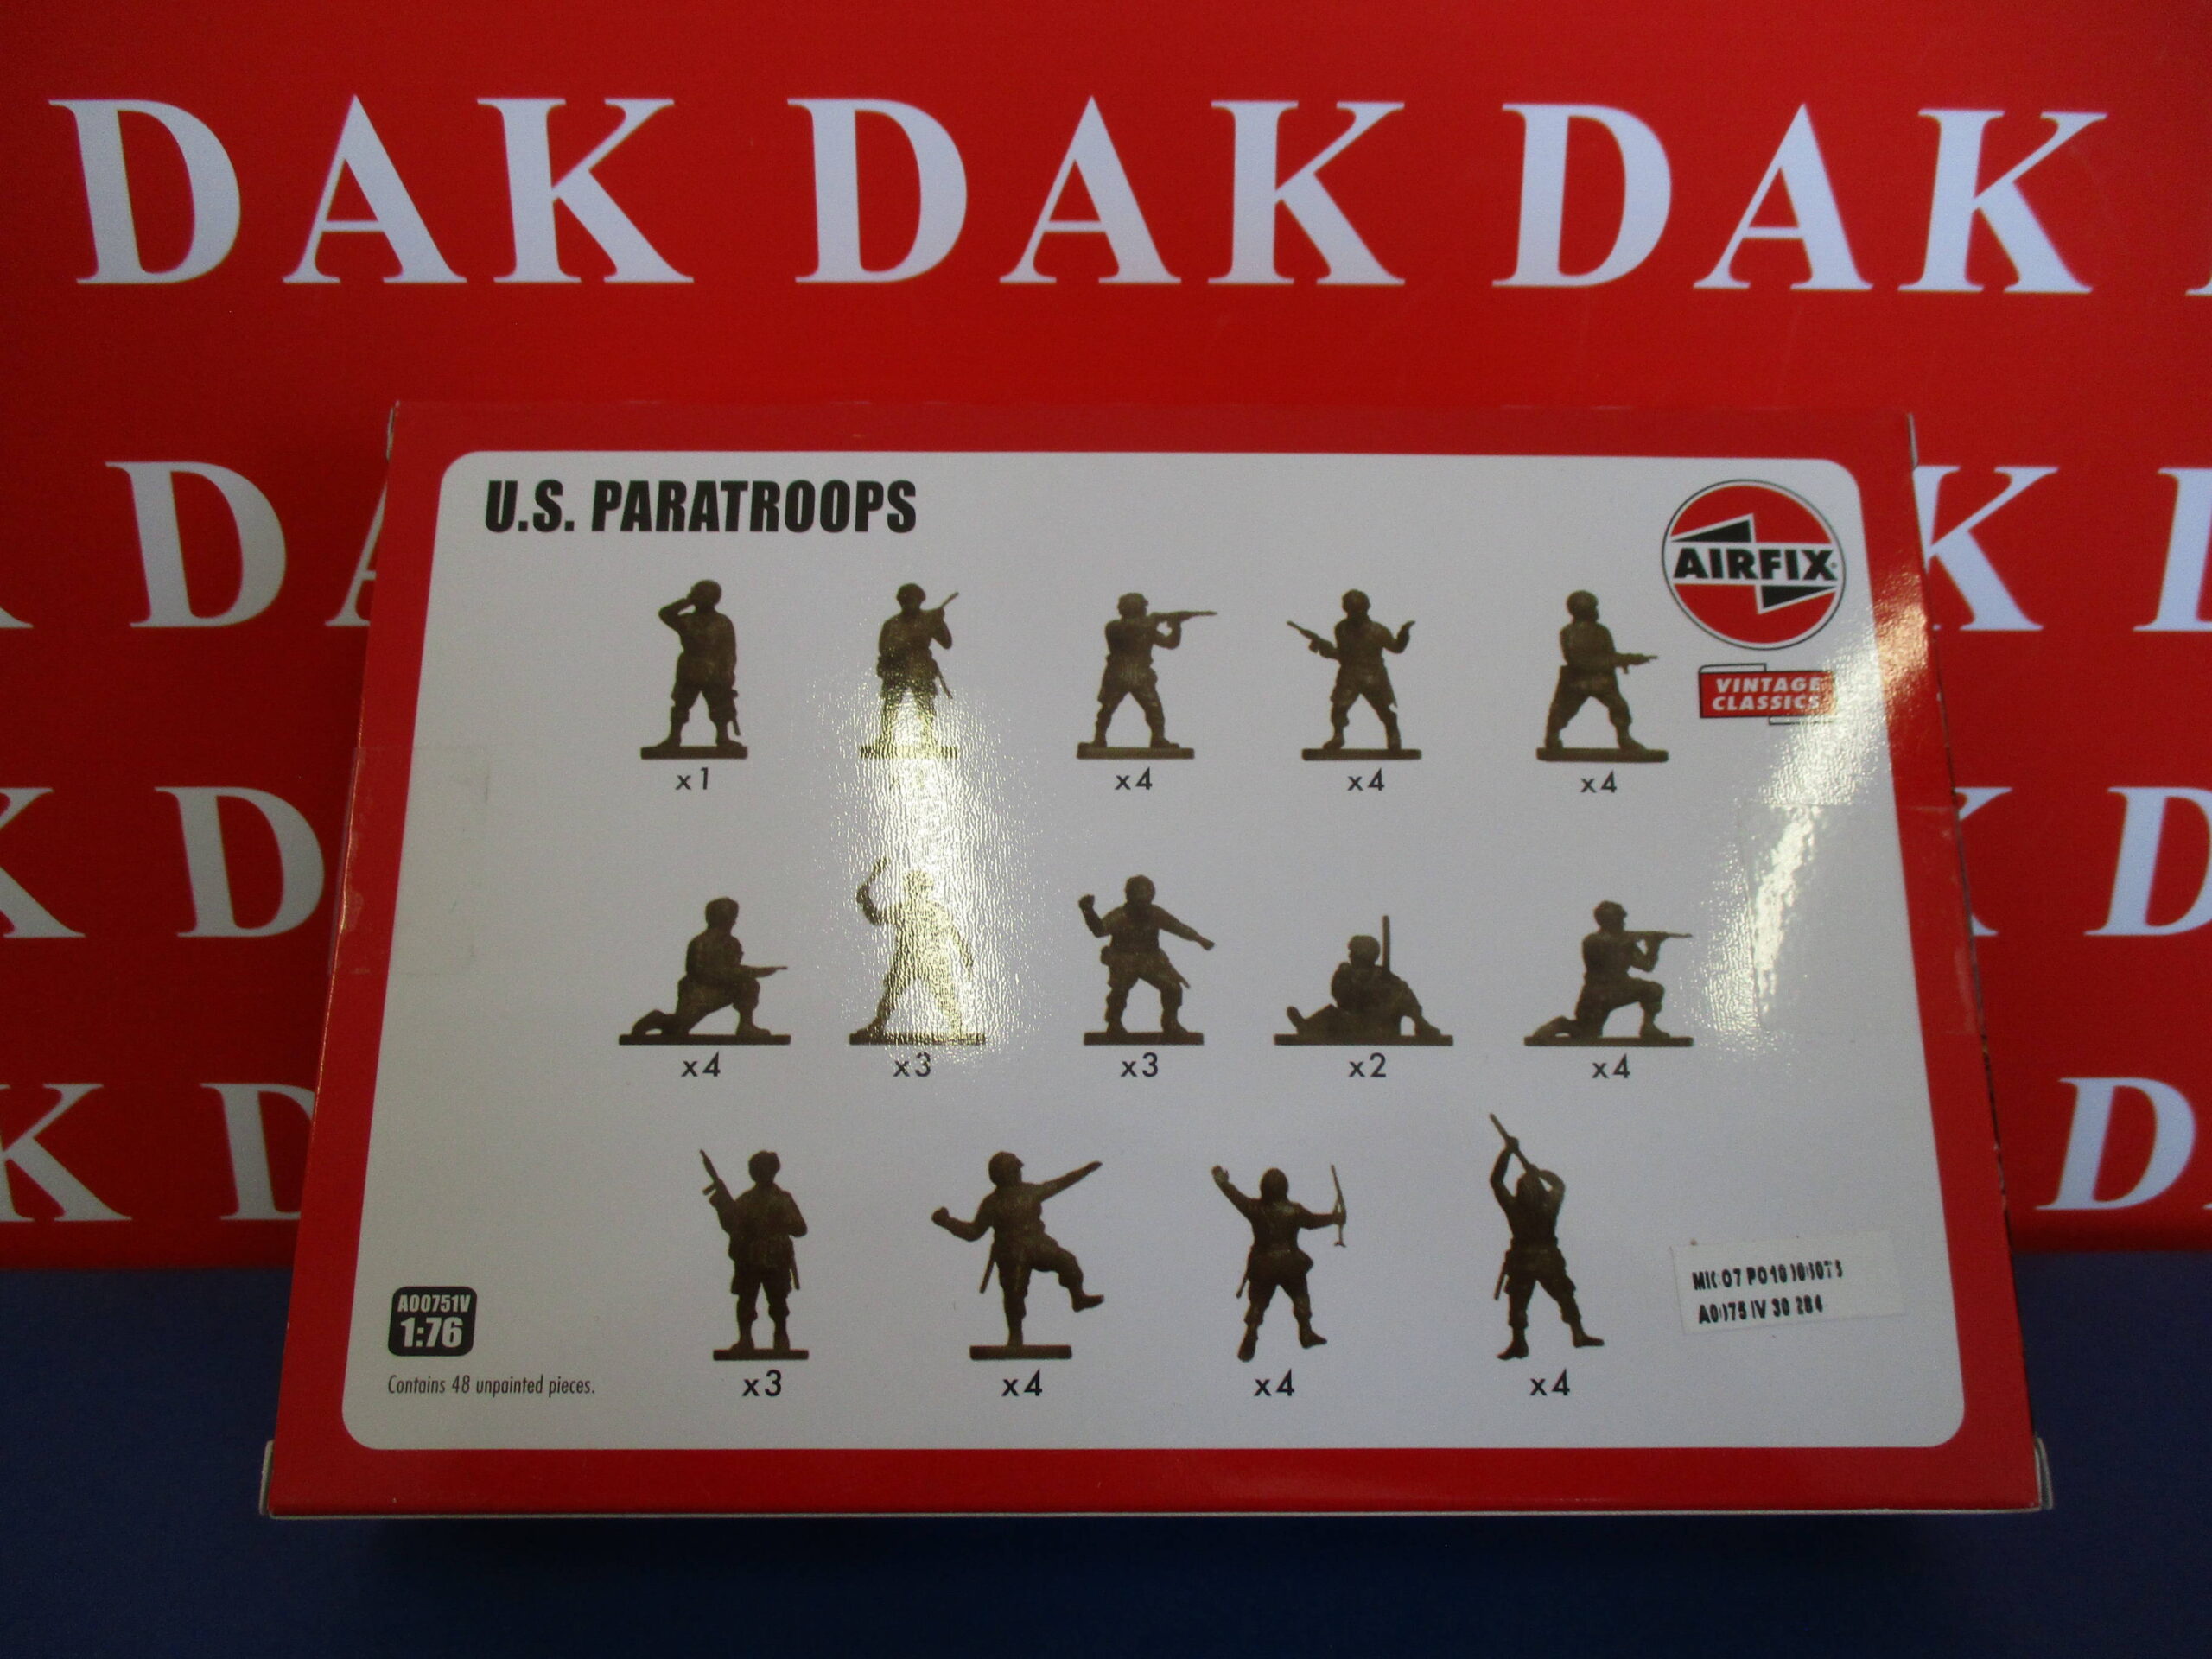 DAK DAK DAK
U.S. PARATROOPS
AIRFIX
VINTAGE
CLASSICS
x1
x4
x4
x4
x4
x3
x3
x2
x4
x3
x4
x4
x4
A00751V
1:76
Contains 48 unpainted pieces.